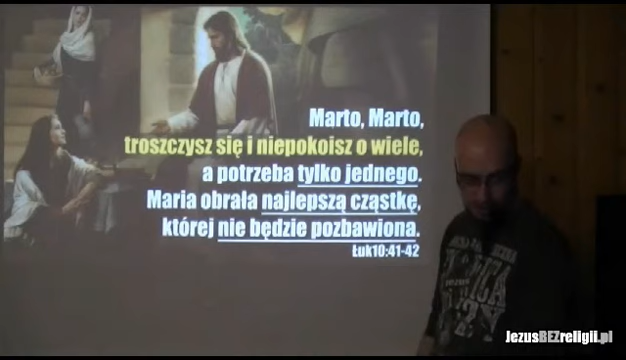 Marto, Marto,
troszczysz się i niepokoisz o wiele,
a potrzeba tylko jednego.
Maria obrała najlepszą cząstkę,
której nie będzie pozbawiona.
Łuk10:41-42
JezusBEZreligii.pl